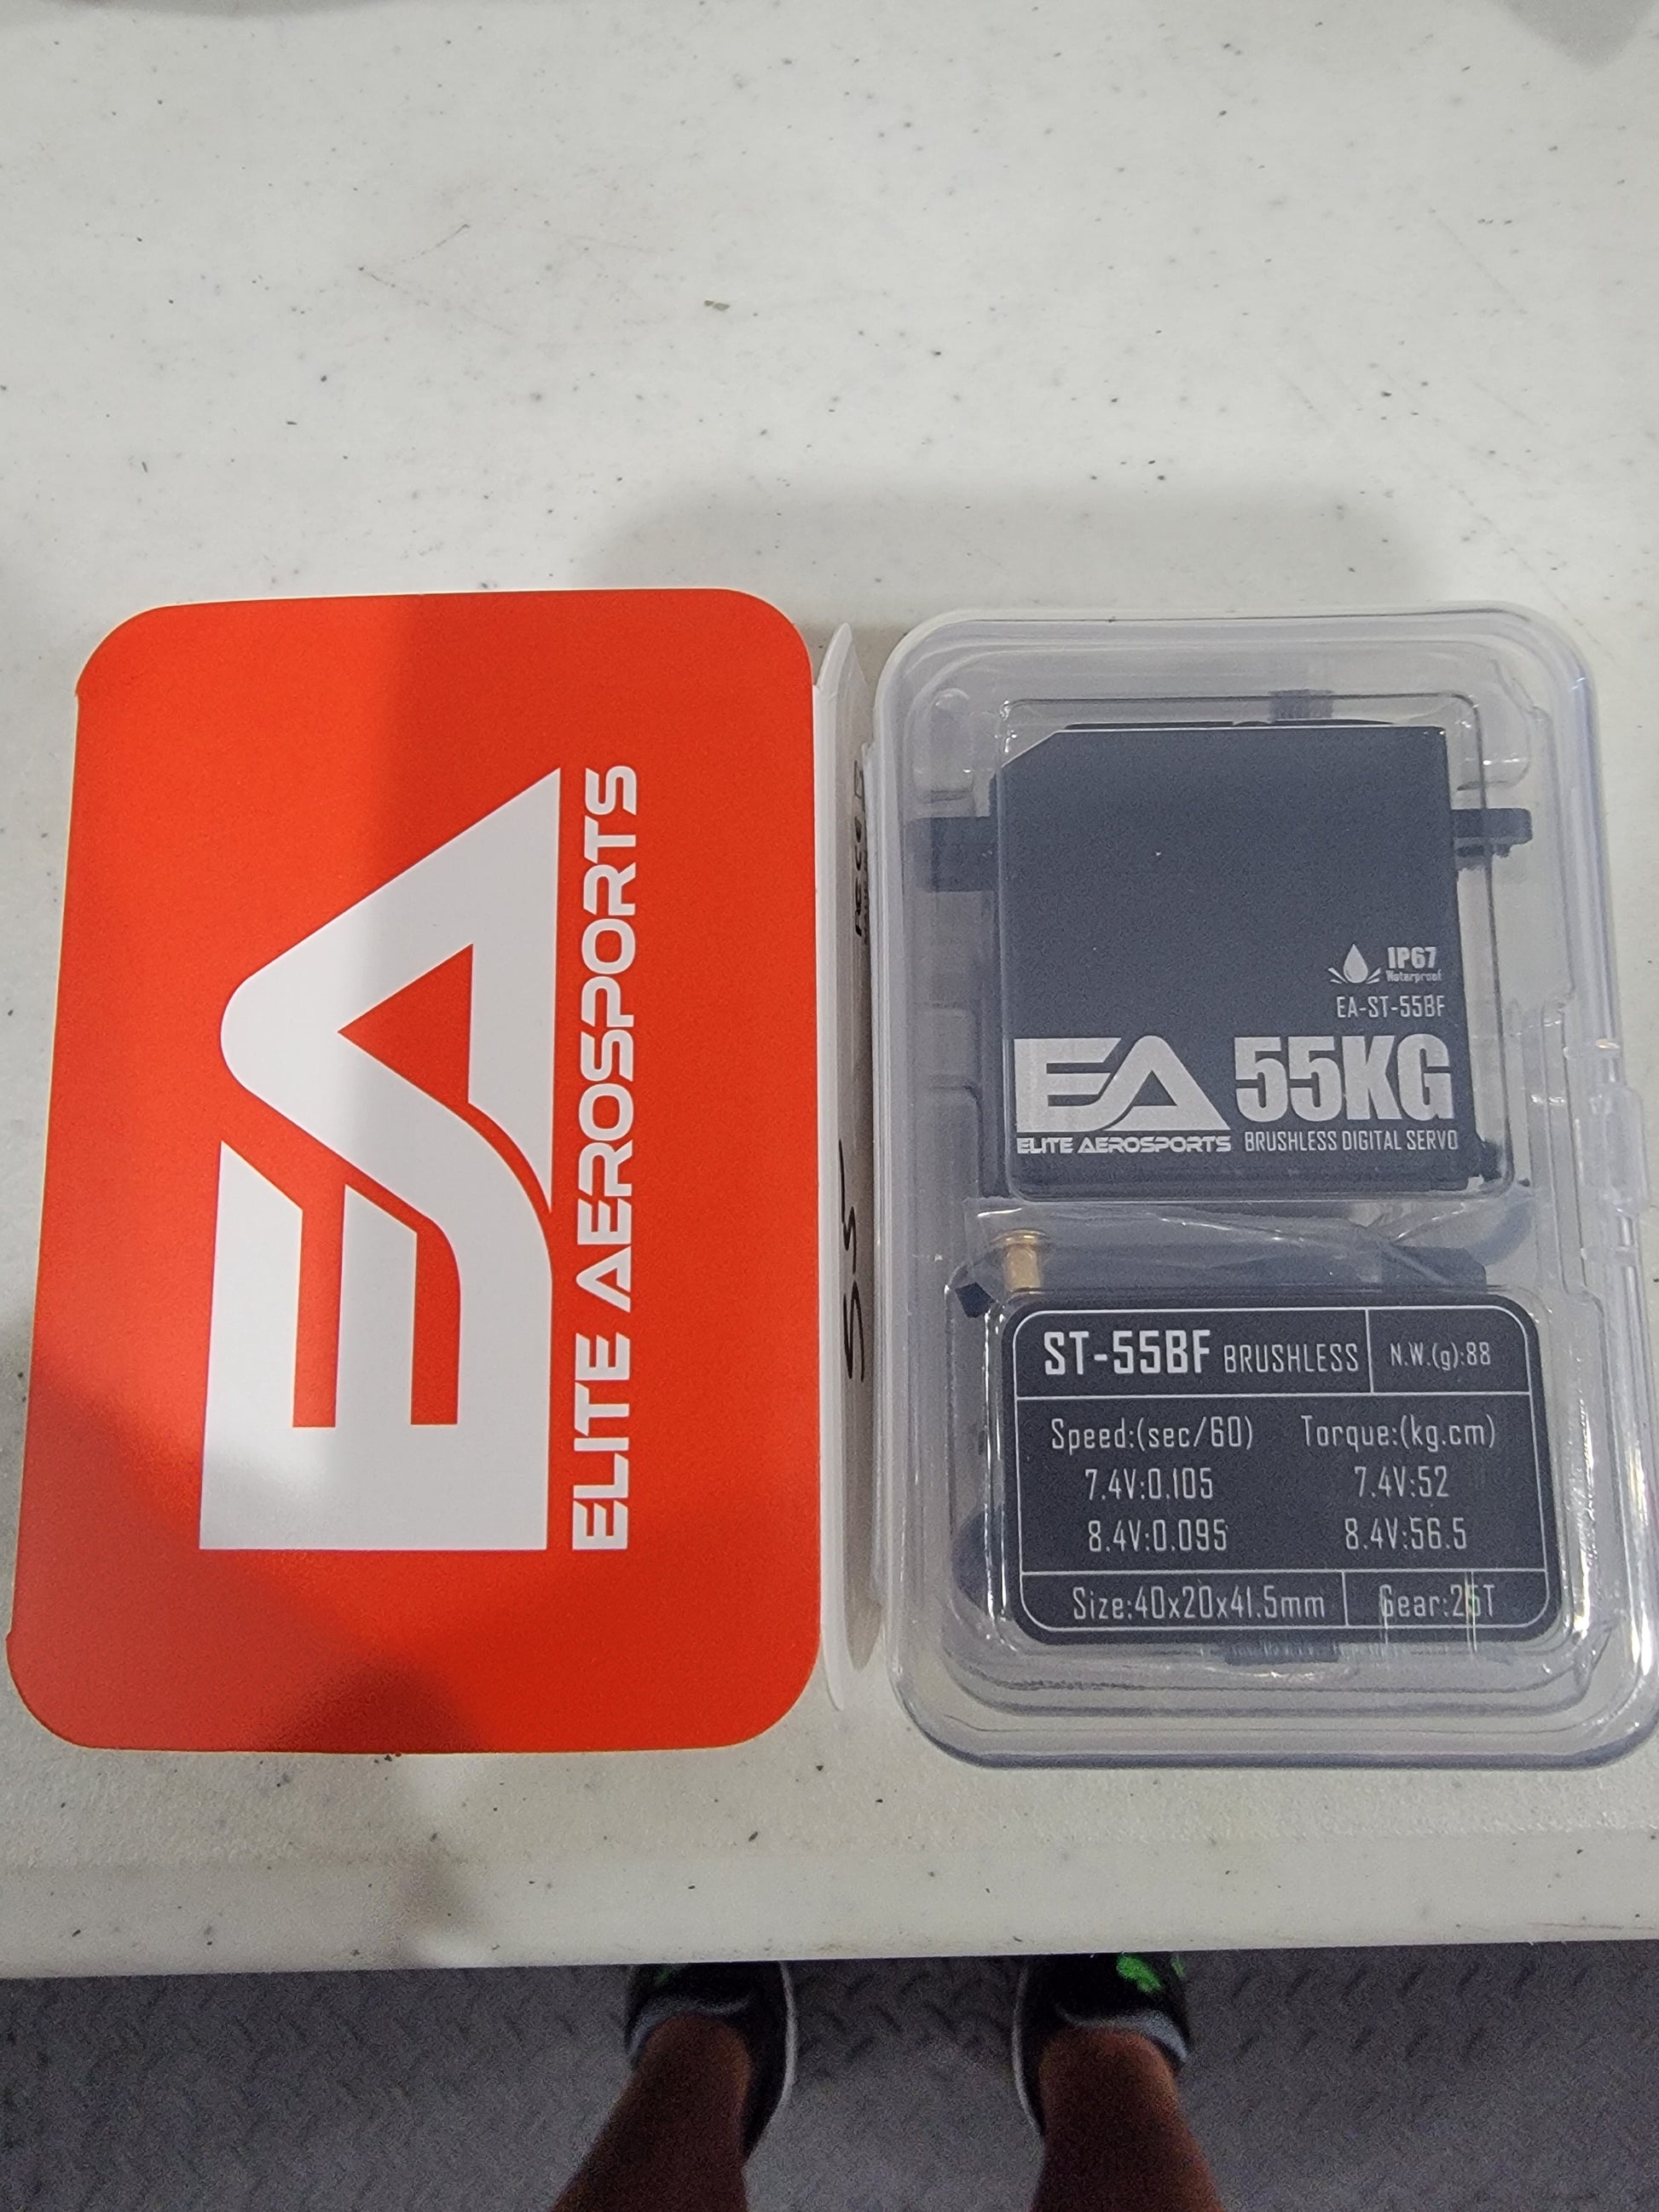 ELITE AEROSPORTS
55
IP67
Waterproof
EA-ST-55BF
EA 55KG
ELITE AEROSPORTS BRUSHLESS DIGITAL SERVO
ST-55BF BRUSHLESS N.W.(g):88
Speed:(sec/60) Torque:(kg.cm)
7.4V:0.105 7.4V:52
8.4V:0.095 8.4V:56.5
Size:40x20x41.5mm Gear:25T